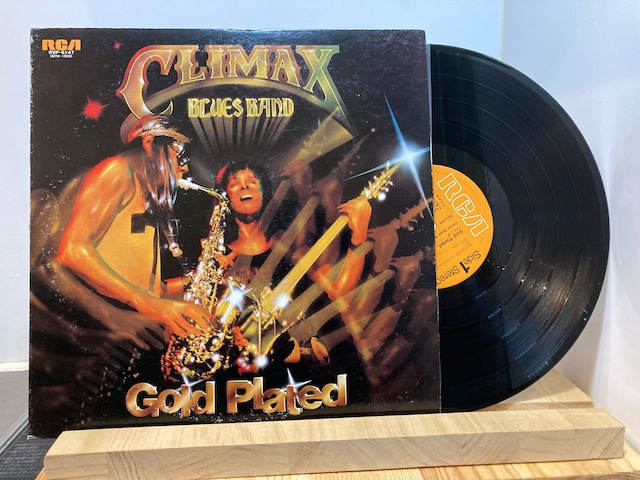 RCA
RVP-6147
CLIMAX
BLUES BAND
Gold Plated
RCA
Gold Plated
Side 1 Stereo